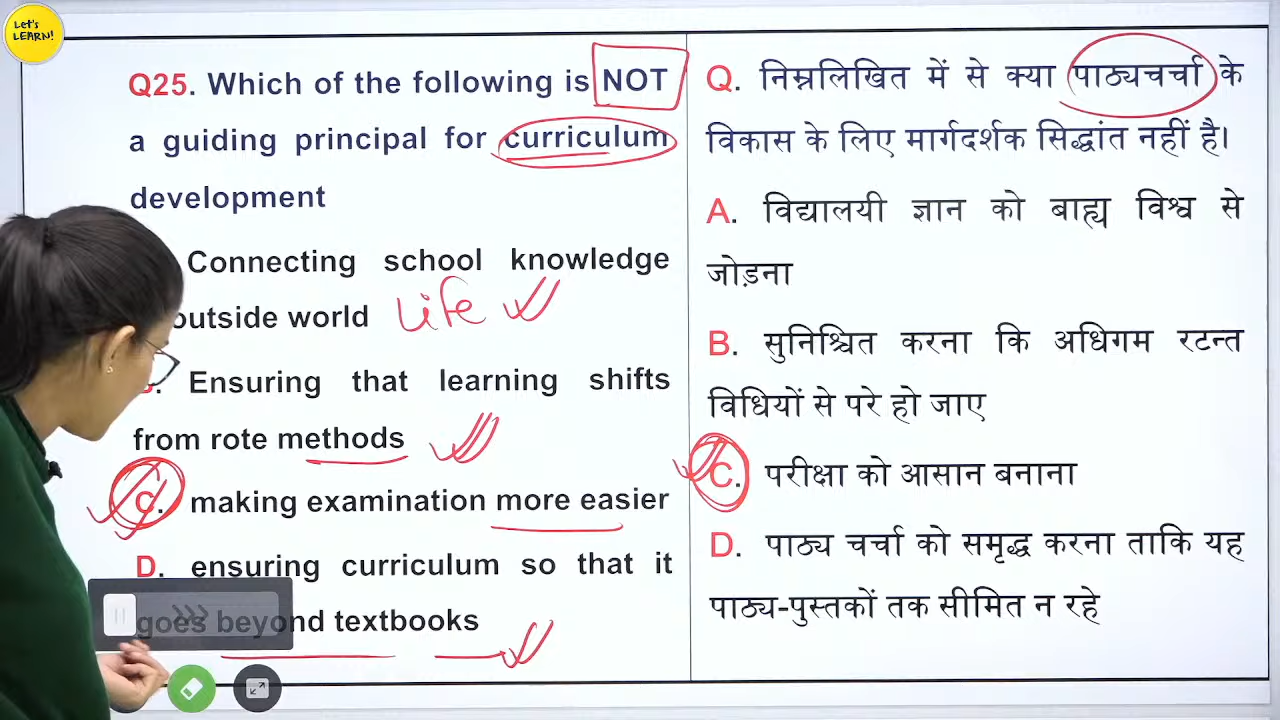 Let's
LEARN!
Q25. Which of the following is NOT
a guiding principal for curriculum
development
Connecting school knowledge
outside world Life
Ensuring that learning shifts
from rote methods
C. making examination more easier
D. ensuring curriculum so that it
goes beyond textbooks
Q. निम्नलिखित में से क्या पाठ्यचर्चा के
विकास के लिए मार्गदर्शक सिद्धांत नहीं है।
A. विद्यालयी ज्ञान को बाह्य विश्व से
जोड़ना
B. सुनिश्चित करना कि अधिगम रटन्त
विधियों से परे हो जाए
C. परीक्षा को आसान बनाना
D. पाठ्य चर्चा को समृद्ध करना ताकि यह
पाठ्य-पुस्तकों तक सीमित न रहे